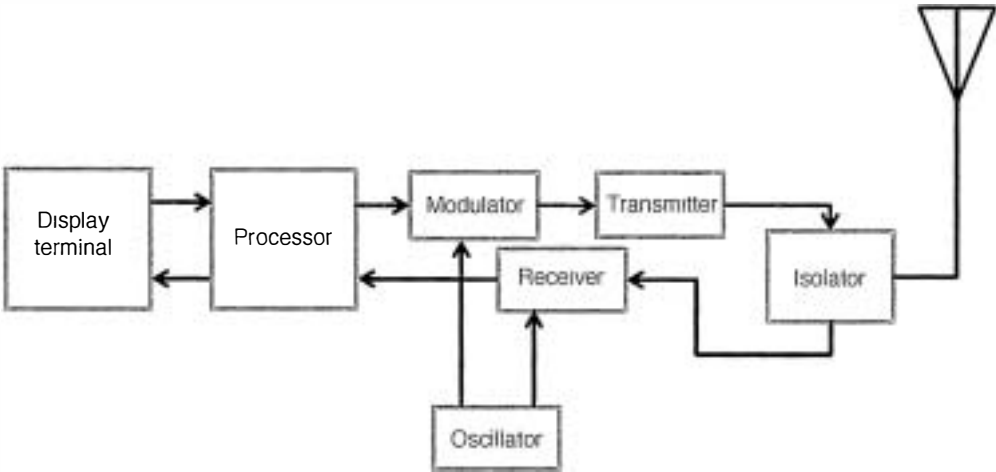 Display
terminal
Processor
Modulator
Transmitter
Receiver
Isolator
Oscillator